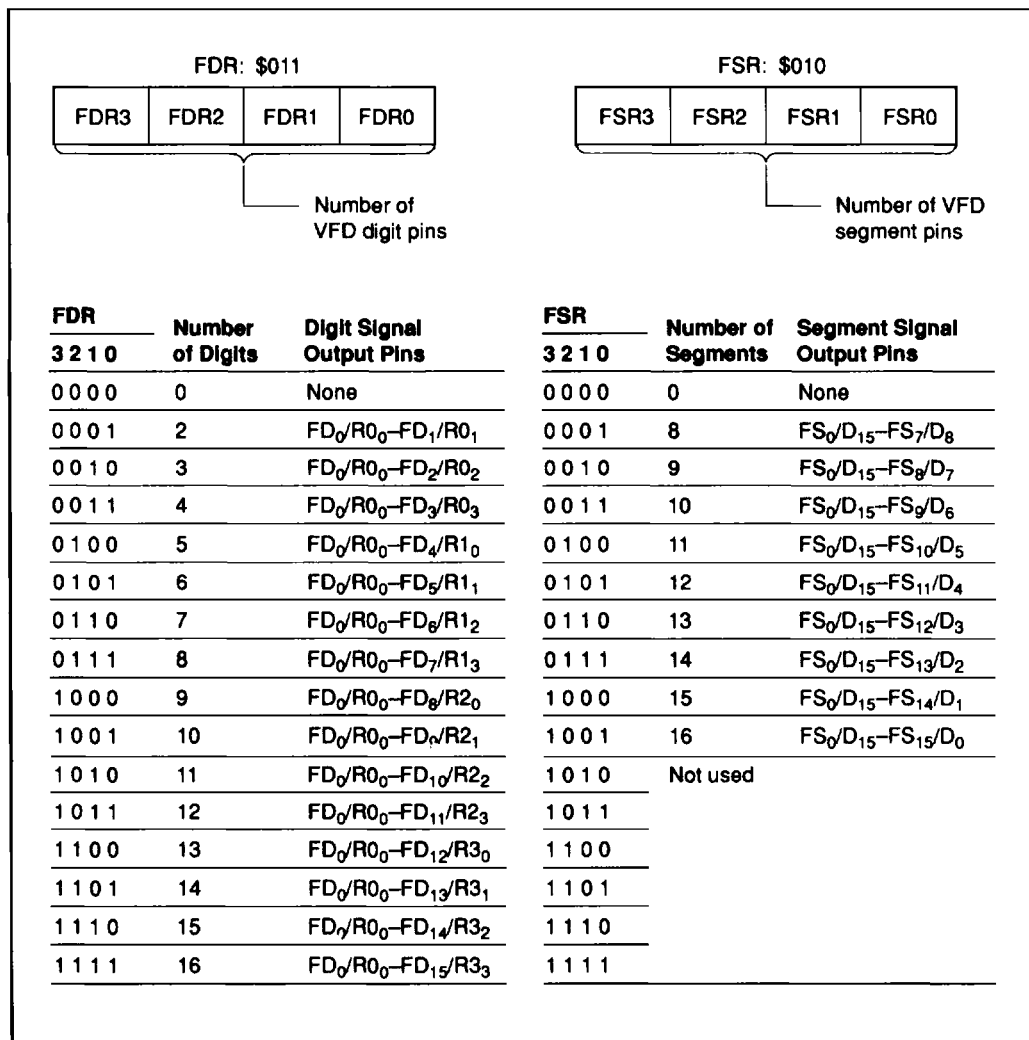 FDR: $011
FDR3 FDR2 FDR1 FDR0
Number of
VFD digit pins
FSR: $010
FSR3 FSR2 FSR1 FSR0
Number of VFD
segment pins
FDR
3 2 1 0 Number of Digits Digit Signal Output Pins
0 0 0 0 0 None
0 0 0 1 2 FD₀/R0₀–FD₁/R0₁
0 0 1 0 3 FD₀/R0₀–FD₂/R0₂
0 0 1 1 4 FD₀/R0₀–FD₃/R0₃
0 1 0 0 5 FD₀/R0₀–FD₄/R1₀
0 1 0 1 6 FD₀/R0₀–FD₅/R1₁
0 1 1 0 7 FD₀/R0₀–FD₆/R1₂
0 1 1 1 8 FD₀/R0₀–FD₇/R1₃
1 0 0 0 9 FD₀/R0₀–FD₈/R2₀
1 0 0 1 10 FD₀/R0₀–FD₉/R2₁
1 0 1 0 11 FD₀/R0₀–FD₁₀/R2₂
1 0 1 1 12 FD₀/R0₀–FD₁₁/R2₃
1 1 0 0 13 FD₀/R0₀–FD₁₂/R3₀
1 1 0 1 14 FD₀/R0₀–FD₁₃/R3₁
1 1 1 0 15 FD₀/R0₀–FD₁₄/R3₂
1 1 1 1 16 FD₀/R0₀–FD₁₅/R3₃
FSR
3 2 1 0 Number of Segments Segment Signal Output Pins
0 0 0 0 0 None
0 0 0 1 8 FS₀/D₁₅–FS₇/D₈
0 0 1 0 9 FS₀/D₁₅–FS₈/D₇
0 0 1 1 10 FS₀/D₁₅–FS₉/D₆
0 1 0 0 11 FS₀/D₁₅–FS₁₀/D₅
0 1 0 1 12 FS₀/D₁₅–FS₁₁/D₄
0 1 1 0 13 FS₀/D₁₅–FS₁₂/D₃
0 1 1 1 14 FS₀/D₁₅–FS₁₃/D₂
1 0 0 0 15 FS₀/D₁₅–FS₁₄/D₁
1 0 0 1 16 FS₀/D₁₅–FS₁₅/D₀
1 0 1 0 Not used
1 0 1 1
1 1 0 0
1 1 0 1
1 1 1 0
1 1 1 1